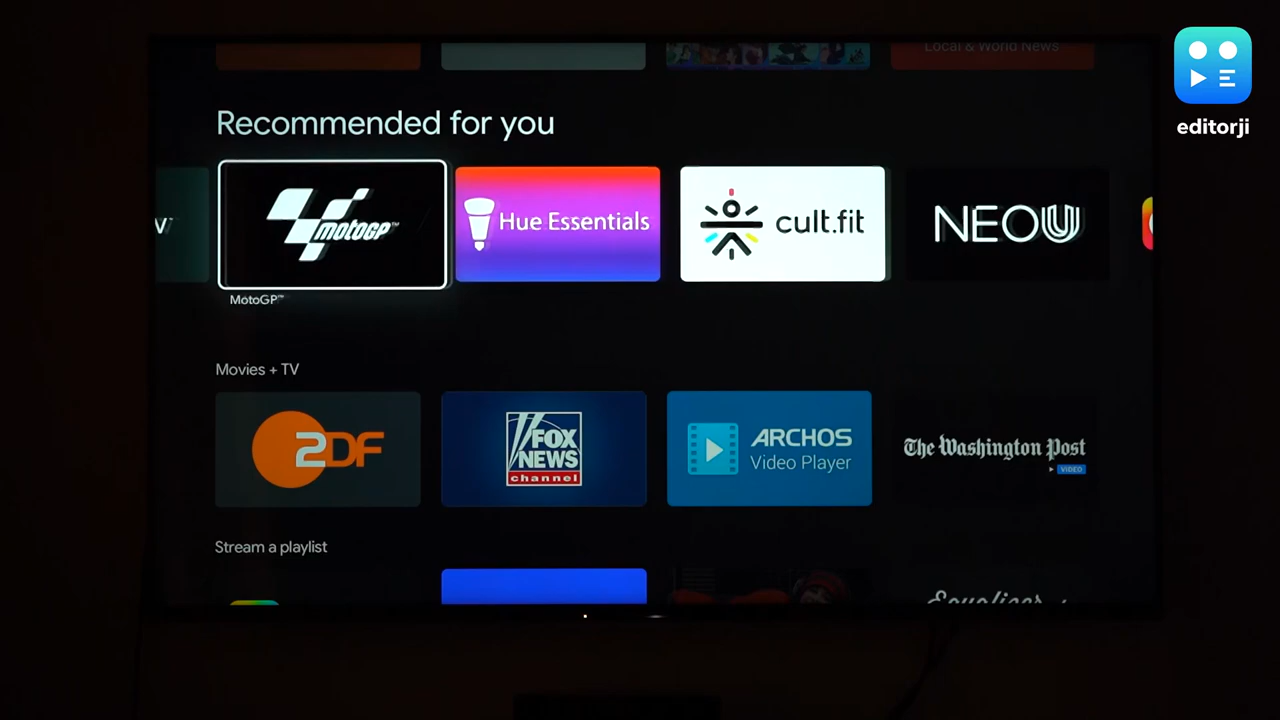 Local & World News
editorji
Recommended for you
MotoGP™
Hue Essentials
cult.fit
NEOU
MotoGP™
Movies + TV
2DF
FOX
NEWS
channel
ARCHOS
Video Player
The Washington Post
VIDEO
Stream a playlist